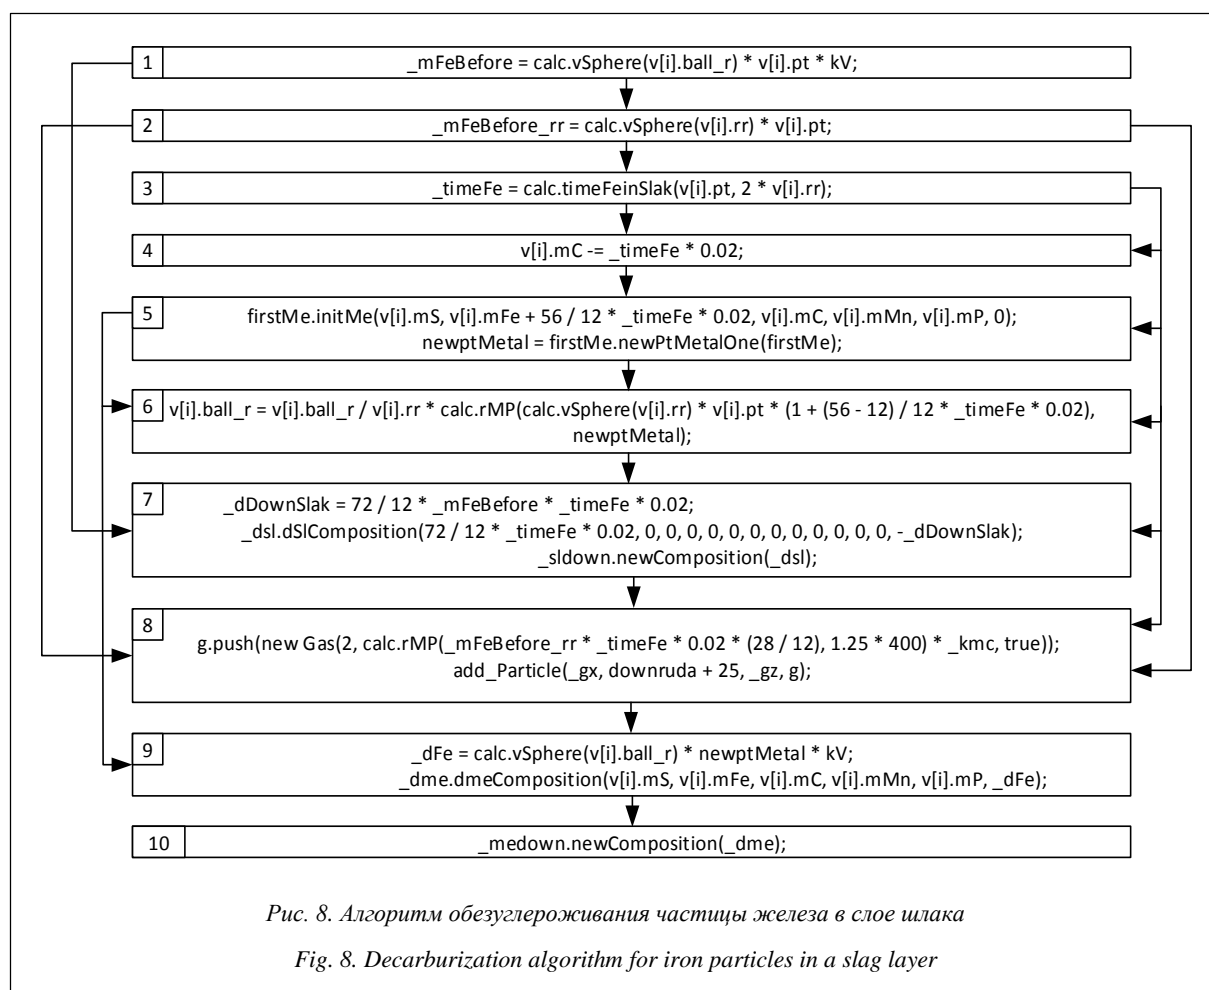 1 _mFeBefore = calc.vSphere(v[i].ball_r) * v[i].pt * kV;
2 _mFeBefore_rr = calc.vSphere(v[i].rr) * v[i].pt;
3 _timeFe = calc.timeFeinSlak(v[i].pt, 2 * v[i].rr);
4 v[i].mC -= _timeFe * 0.02;
5 firstMe.initMe(v[i].mS, v[i].mFe + 56 / 12 * _timeFe * 0.02, v[i].mC, v[i].mMn, v[i].mP, 0);
newptMetal = firstMe.newPtMetalOne(firstMe);
6 v[i].ball_r = v[i].ball_r / v[i].rr * calc.rMP(calc.vSphere(v[i].rr) * v[i].pt * (1 + (56 - 12) / 12 * _timeFe * 0.02),
newptMetal);
7 _dDownSlak = 72 / 12 * _mFeBefore * _timeFe * 0.02;
_dsl.dSlComposition(72 / 12 * _timeFe * 0.02, 0, 0, 0, 0, 0, 0, 0, 0, 0, 0, 0, 0, -_dDownSlak);
_sldown.newComposition(_dsl);
8 g.push(new Gas(2, calc.rMP(_mFeBefore_rr * _timeFe * 0.02 * (28 / 12), 1.25 * 400) * _kmc, true));
add_Particle(_gx, downruda + 25, _gz, g);
9 _dFe = calc.vSphere(v[i].ball_r) * newptMetal * kV;
_dme.dmeComposition(v[i].mS, v[i].mFe, v[i].mC, v[i].mMn, v[i].mP, _dFe);
10 _medown.newComposition(_dme);
Рис. 8. Алгоритм обезуглероживания частицы железа в слое шлака
Fig. 8. Decarburization algorithm for iron particles in a slag layer